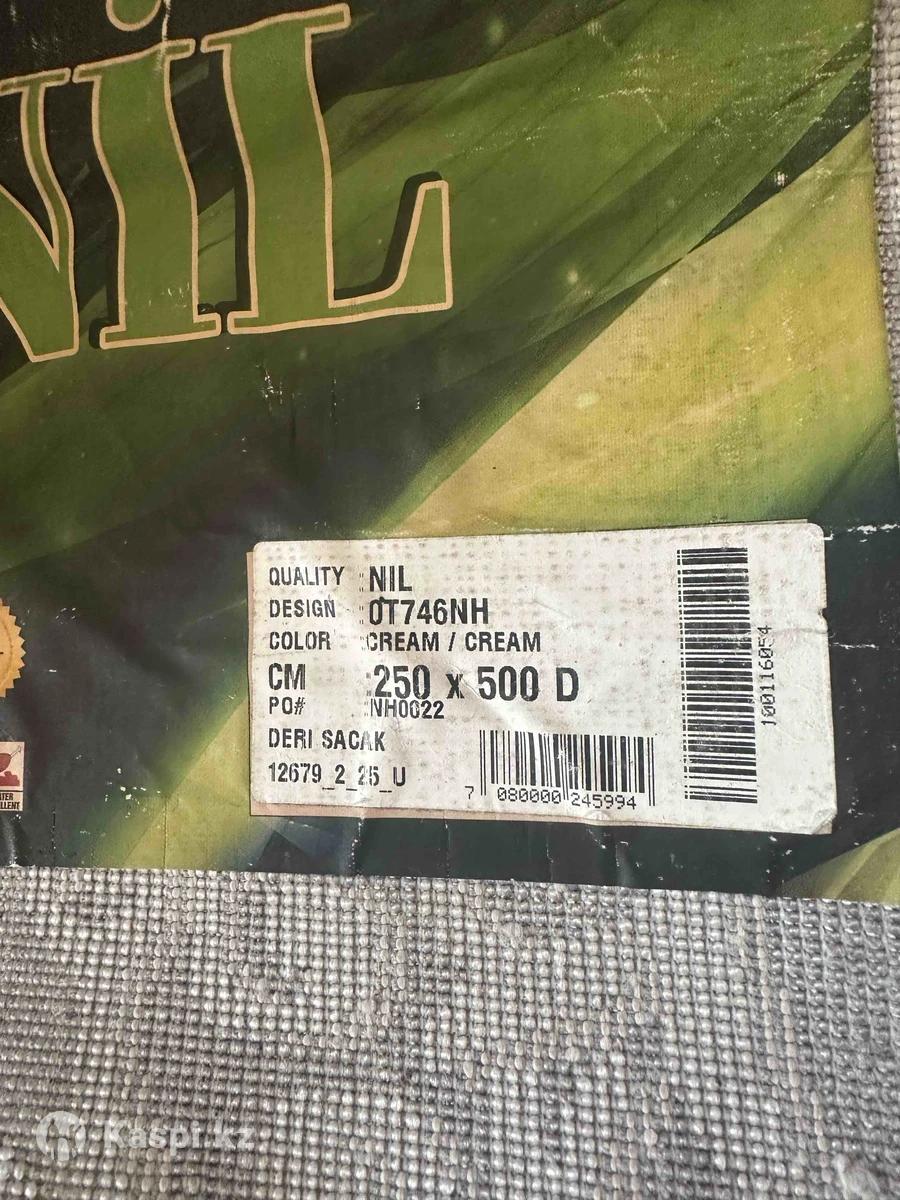 NiL
QUALITY : NIL
DESIGN : 0T746NH
COLOR : CREAM / CREAM
CM : 250 x 500 D
PO# : NH0022
DERI SACAK
12679_2_25_U
7 080000 245994
100116054
Kaspi.kz